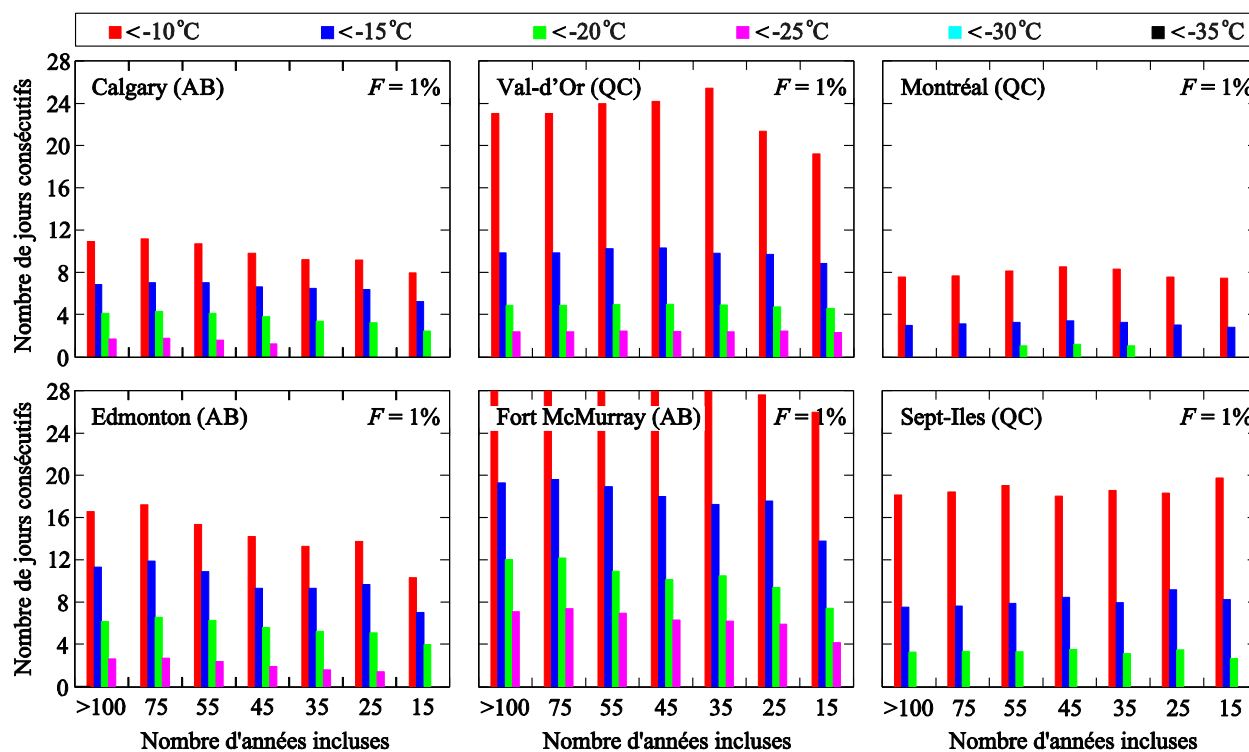 <-10°C <-15°C <-20°C <-25°C <-30°C <-35°C
Nombre de jours consécutifs
28
24
20
16
12
8
4
0
Calgary (AB) F = 1%
Val-d'Or (QC) F = 1%
Montréal (QC) F = 1%
Nombre de jours consécutifs
28
24
20
16
12
8
4
0
Edmonton (AB) F = 1%
Fort McMurray (AB) F = 1%
Sept-Iles (QC) F = 1%
>100 75 55 45 35 25 15
>100 75 55 45 35 25 15
>100 75 55 45 35 25 15
Nombre d'années incluses
Nombre d'années incluses
Nombre d'années incluses